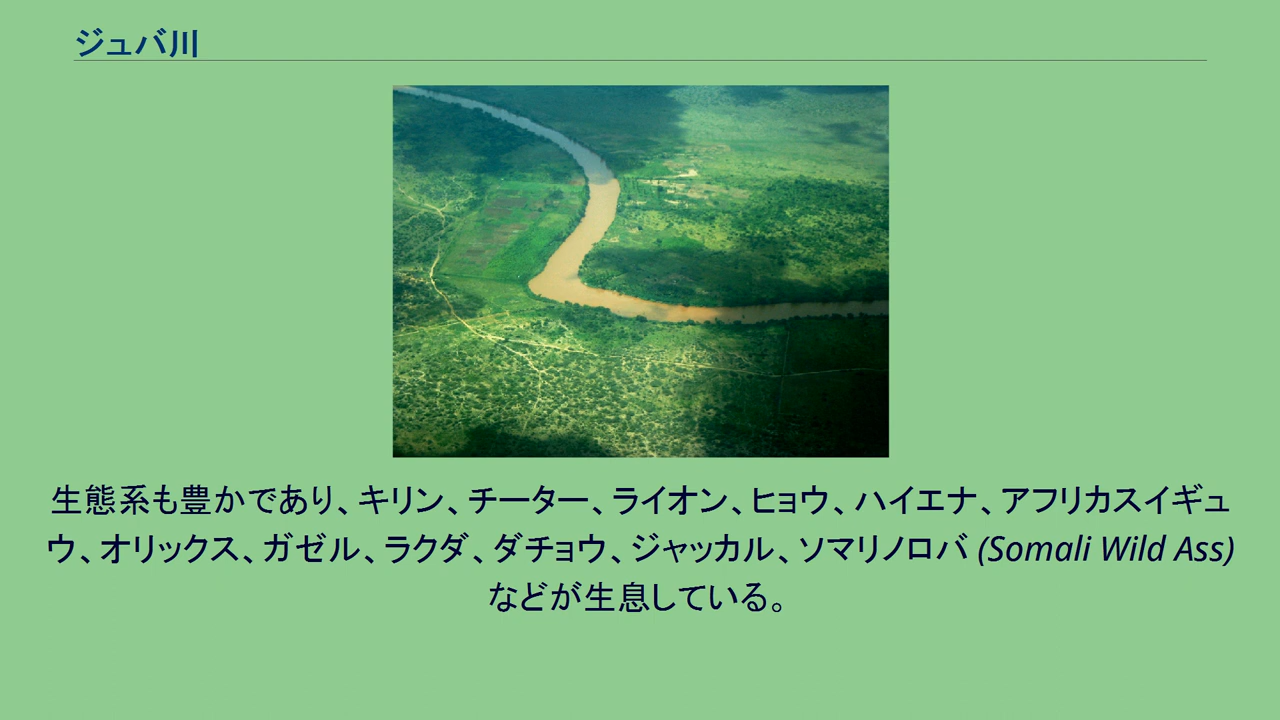 ジュバ川
生態系も豊かであり、キリン、チーター、ライオン、ヒョウ、ハイエナ、アフリカスイギュ
ウ、オリックス、ガゼル、ラクダ、ダチョウ、ジャッカル、ソマリノロバ (Somali Wild Ass)
などが生息している。